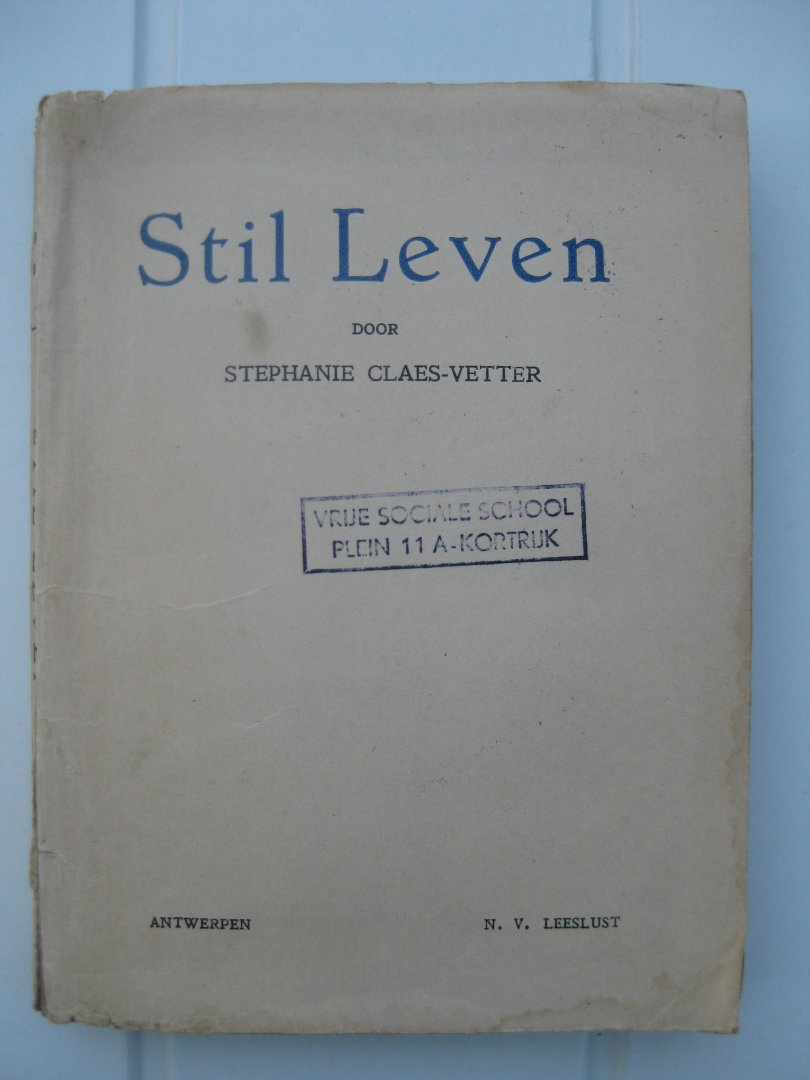 Stil Leven
DOOR
STEPHANIE CLAES-VETTER
VRIJE SOCIALE SCHOOL
PLEIN 11 A-KORTRIJK
ANTWERPEN N. V. LEESLUST